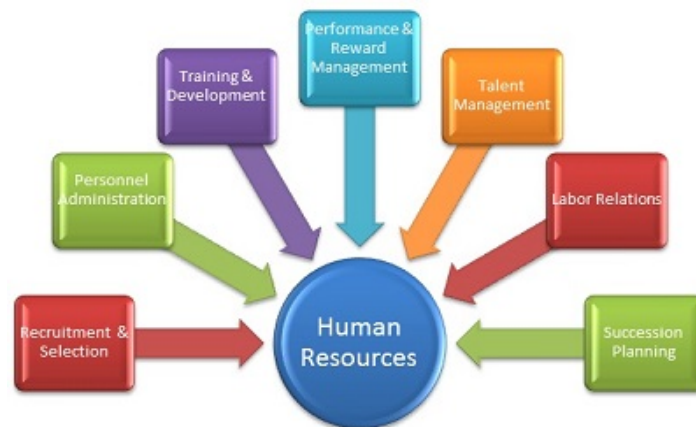 Performance &
Reward
Management
Training &
Development
Talent
Management
Personnel
Administration
Labor Relations
Recruitment &
Selection
Human
Resources
Succession
Planning